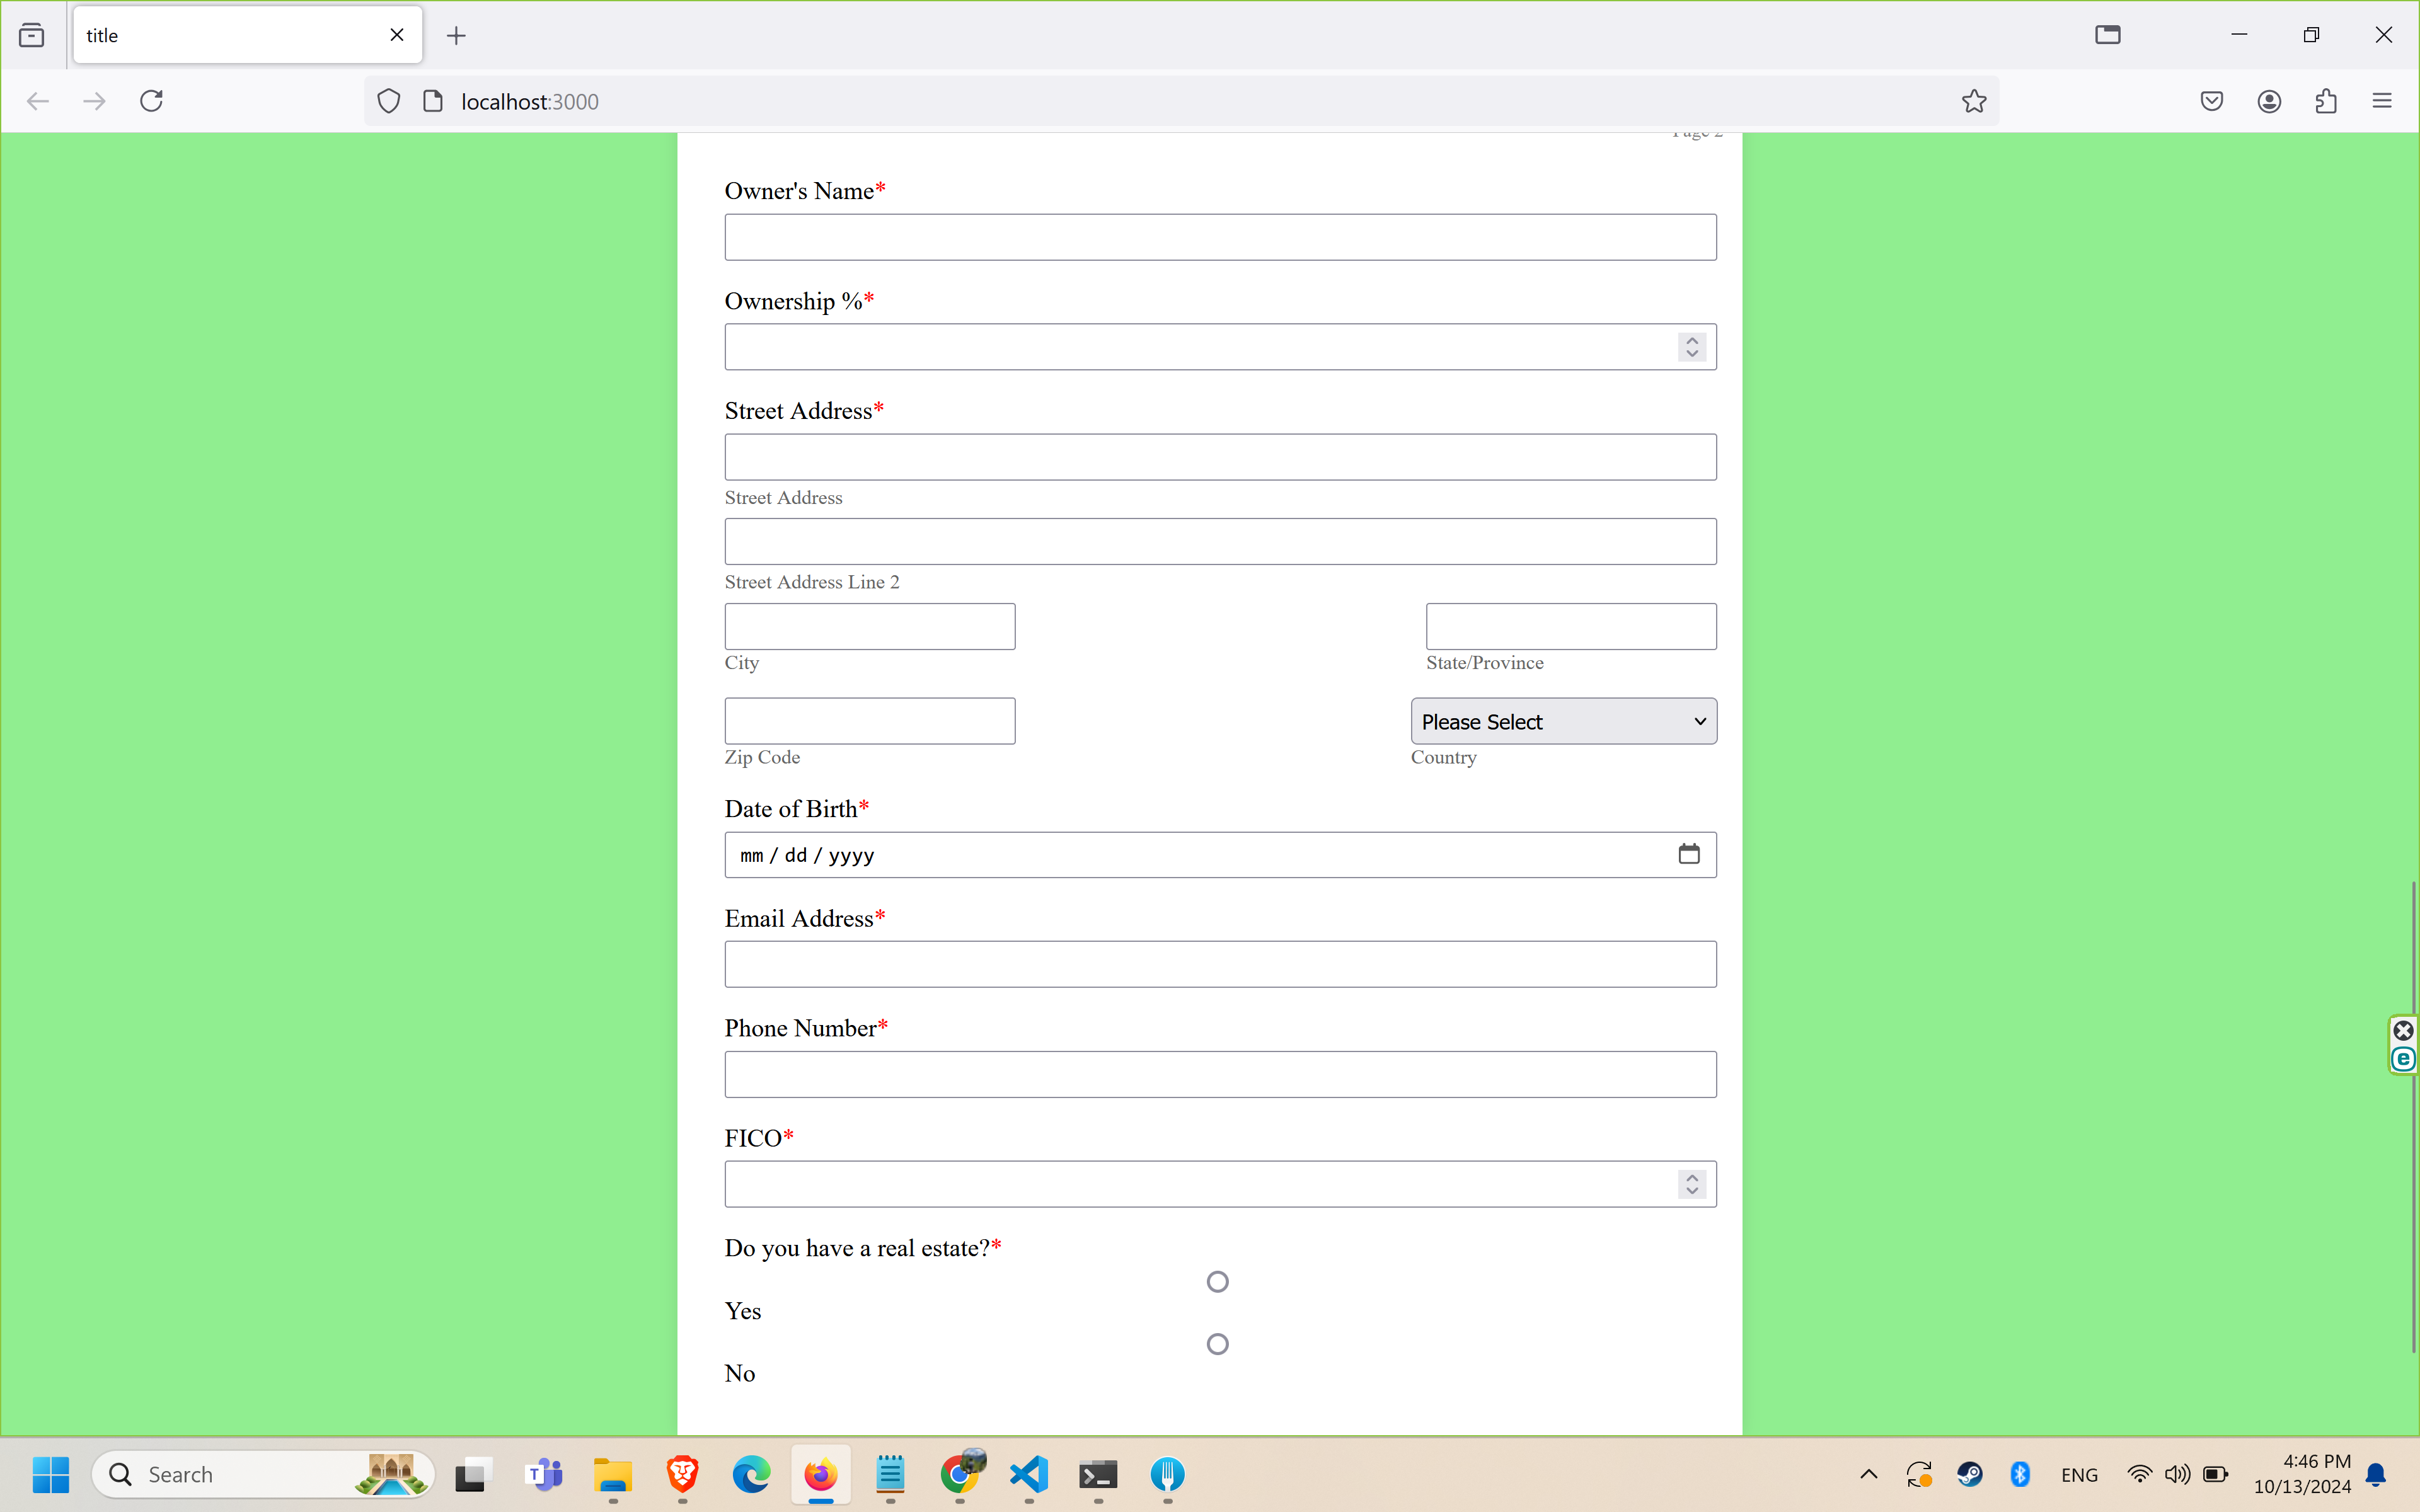 title
localhost:3000
Page 2
Owner's Name*
Ownership %*
Street Address*
Street Address
Street Address Line 2
City State/Province
Please Select
Zip Code Country
Date of Birth*
mm / dd / yyyy
Email Address*
Phone Number*
FICO*
Do you have a real estate?*
Yes
No
Search
ENG
4:46 PM
10/13/2024